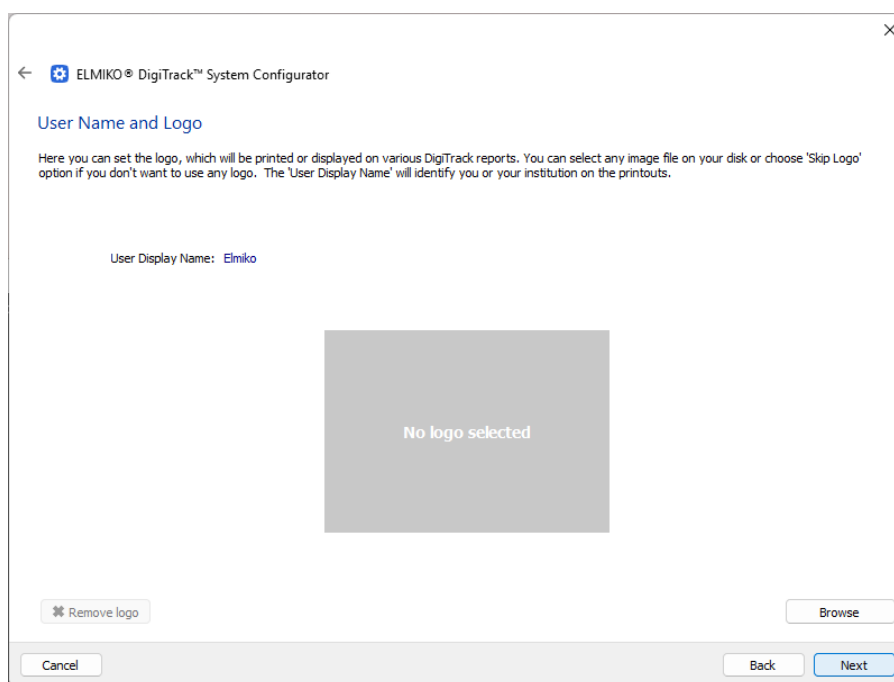 ELMIKO® DigiTrack™ System Configurator
User Name and Logo
Here you can set the logo, which will be printed or displayed on various DigiTrack reports. You can select any image file on your disk or choose 'Skip Logo'
option if you don't want to use any logo.  The 'User Display Name' will identify you or your institution on the printouts.
User Display Name: Elmiko
No logo selected
Remove logo
Browse
Cancel
Back
Next